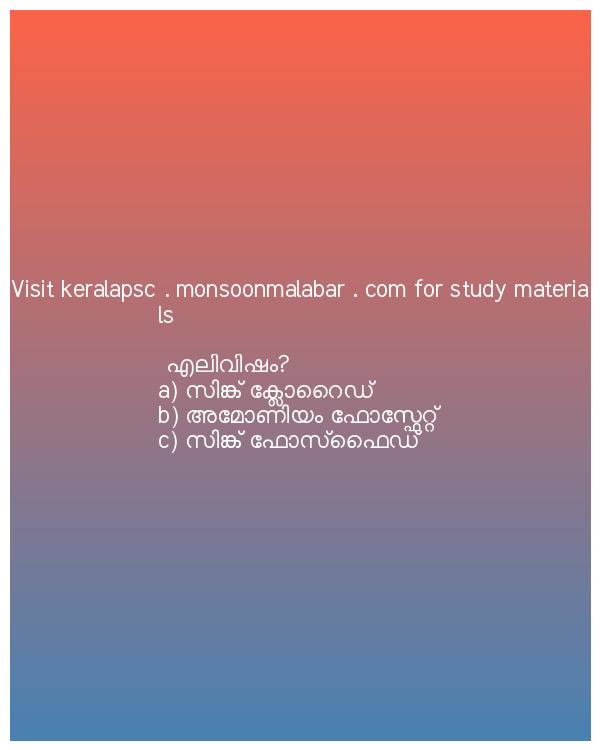 Visit keralapsc . monsoonmalabar . com for study materia
ls
എലിവിഷം?
a) സിങ്ക് ക്ലോറൈഡ്
b) അമോണിയം ഫോസ്ഫേറ്റ്
c) സിങ്ക് ഫോസ്ഫൈഡ്